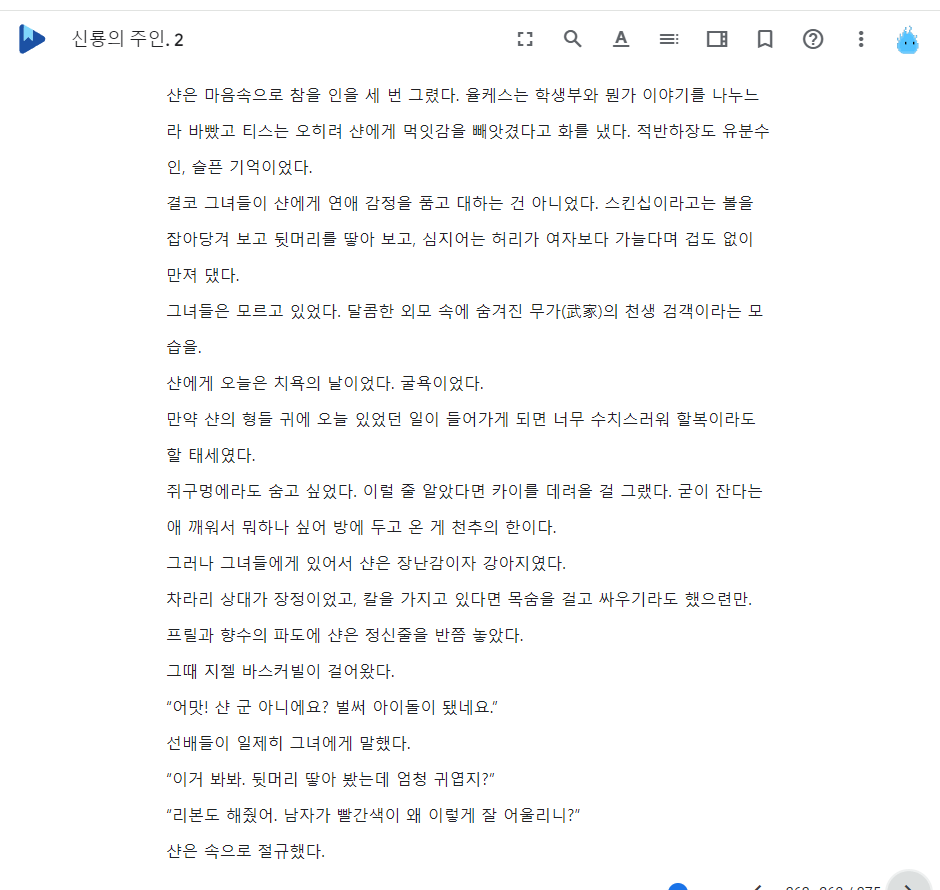 신룡의 주인. 2
샨은 마음속으로 참을 인을 세 번 그렸다. 율케스는 학생부와 뭔가 이야기를 나누느
라 바빴고 티스는 오히려 샨에게 먹잇감을 빼앗겼다고 화를 냈다. 적반하장도 유분수
인, 슬픈 기억이었다.
결코 그녀들이 샨에게 연애 감정을 품고 대하는 건 아니었다. 스킨십이라고는 볼을
잡아당겨 보고 뒷머리를 땋아 보고, 심지어는 허리가 여자보다 가늘다며 겁도 없이
만져 댔다.
그녀들은 모르고 있었다. 달콤한 외모 속에 숨겨진 무가(武家)의 천생 검객이라는 모
습을.
샨에게 오늘은 치욕의 날이었다. 굴욕이었다.
만약 샨의 형들 귀에 오늘 있었던 일이 들어가게 되면 너무 수치스러워 할복이라도
할 태세였다.
쥐구멍에라도 숨고 싶었다. 이럴 줄 알았다면 카이를 데려올 걸 그랬다. 굳이 잔다는
애 깨워서 뭐하나 싶어 방에 두고 온 게 천추의 한이다.
그러나 그녀들에게 있어서 샨은 장난감이자 강아지였다.
차라리 상대가 장정이었고, 칼을 가지고 있다면 목숨을 걸고 싸우기라도 했으련만.
프릴과 향수의 파도에 샨은 정신줄을 반쯤 놓았다.
그때 지젤 바스커빌이 걸어왔다.
“어맛! 샨 군 아니에요? 벌써 아이돌이 됐네요.”
선배들이 일제히 그녀에게 말했다.
“이거 봐봐. 뒷머리 땋아 봤는데 엄청 귀엽지?”
“리본도 해줬어. 남자가 빨간색이 왜 이렇게 잘 어울리니?”
샨은 속으로 절규했다.